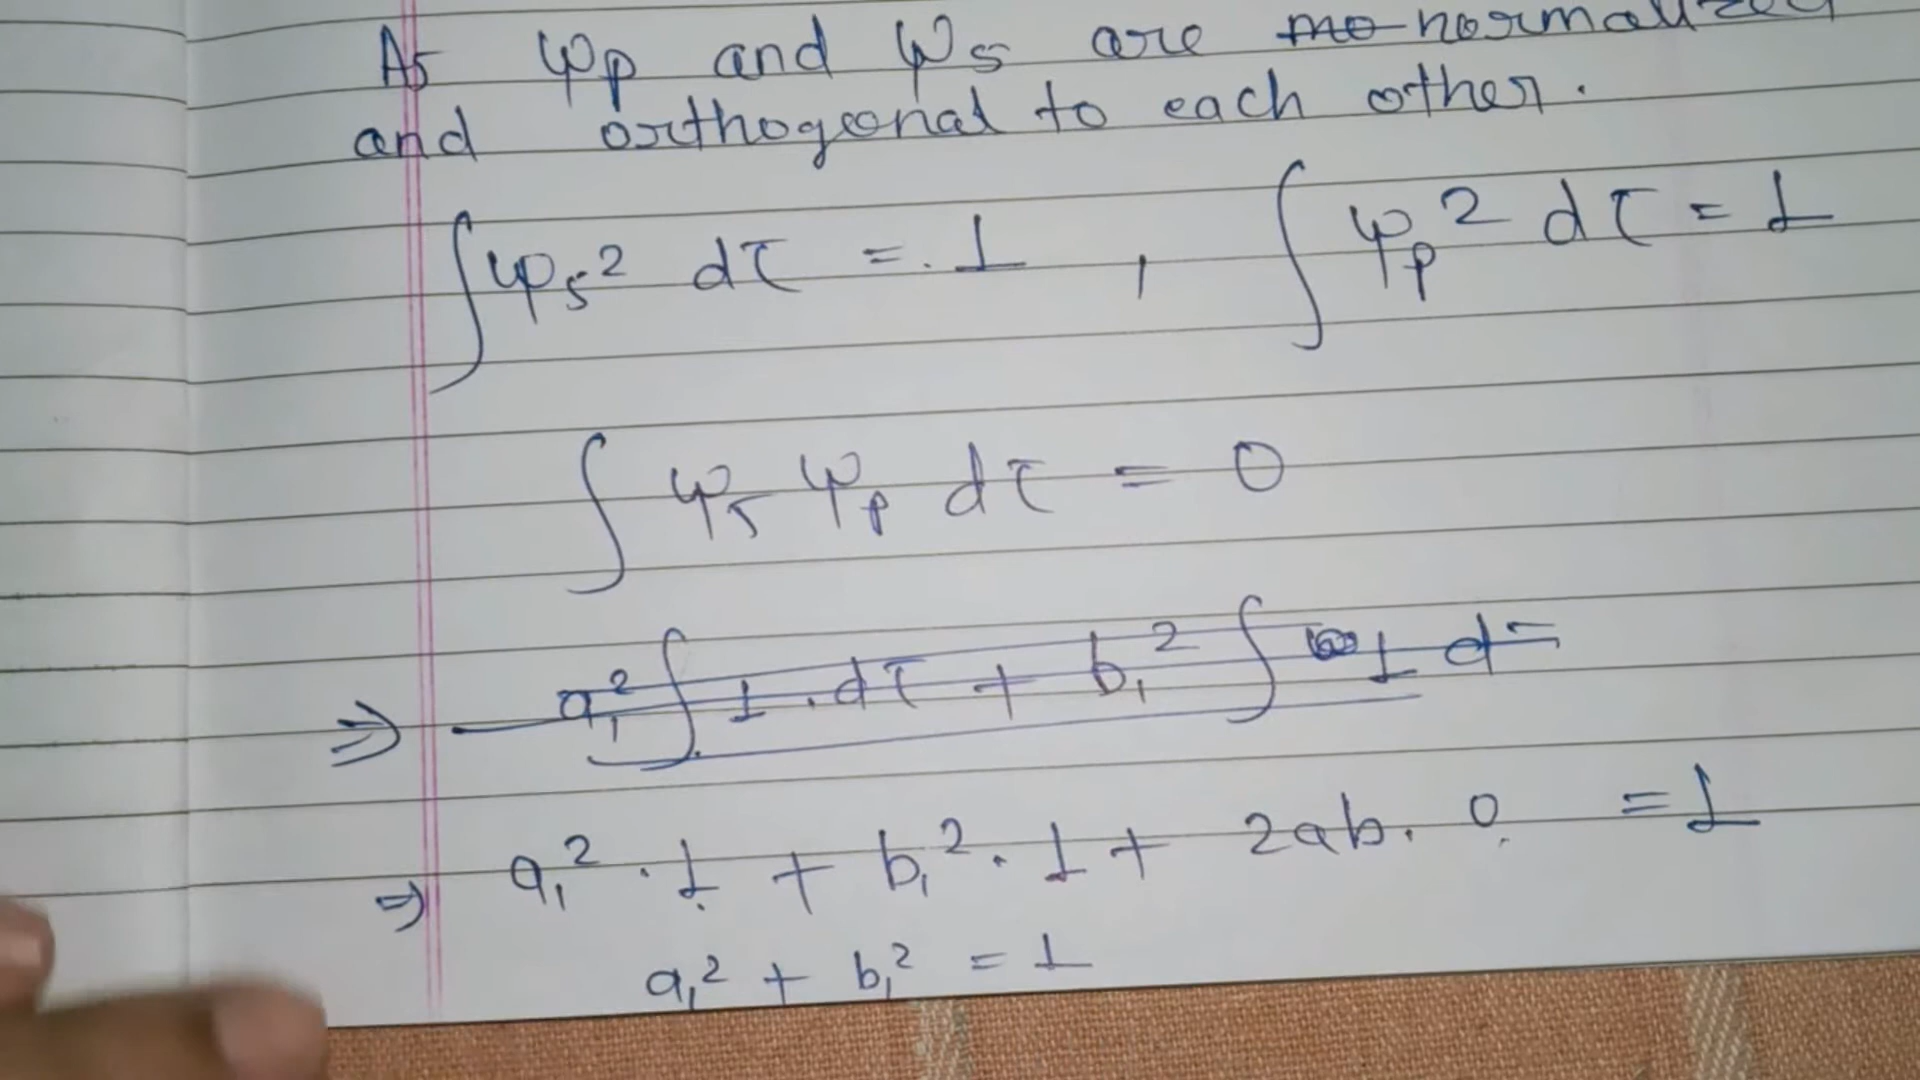 As ψp and ψs are mo normalized
and orthogonal to each other.
∫ψs² dτ = 1 , ∫ψp² dτ = 1
∫ψs ψp dτ = 0
⇒ a₁² ∫ 1 . dτ + b₁² ∫ 1 d
⇒ a₁² . 1 + b₁² . 1 + 2ab . 0 = 1
a₁² + b₁² = 1